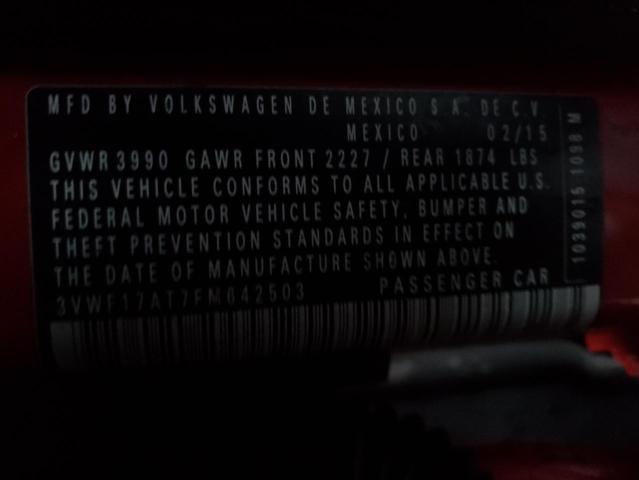 MFD BY VOLKSWAGEN DE MEXICO S.A. DE C.V.
MEXICO 02/15
GVWR 3990 GAWR FRONT 2227 / REAR 1874 LBS
THIS VEHICLE CONFORMS TO ALL APPLICABLE U.S.
FEDERAL MOTOR VEHICLE SAFETY, BUMPER AND
THEFT PREVENTION STANDARDS IN EFFECT ON
THE DATE OF MANUFACTURE SHOWN ABOVE.
3VWF17AT7FM642503 PASSENGER CAR
1039015 1098 M